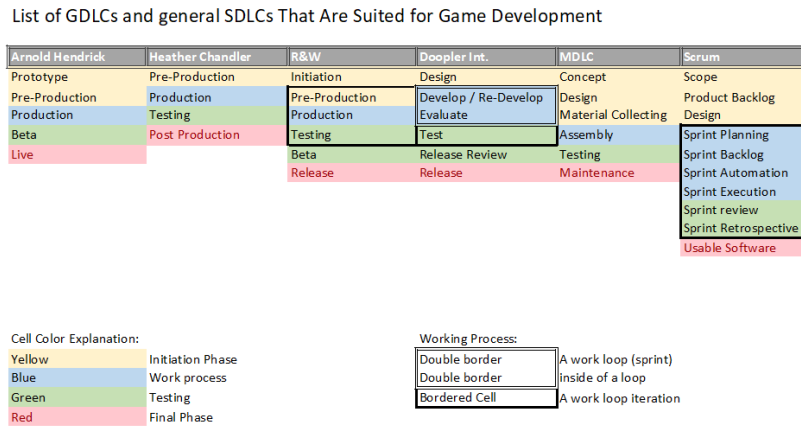 List of GDLCs and general SDLCs That Are Suited for Game Development
Arnold Hendrick Heather Chandler R&W Doopler Int. MDLC Scrum
Prototype Pre-Production Initiation Design Concept Scope
Pre-Production Production Pre-Production Develop / Re-Develop Design Product Backlog
Production Testing Production Evaluate Material Collecting Design
Beta Post Production Testing Test Assembly Sprint Planning
Live Beta Release Review Testing Sprint Backlog
Release Release Maintenance Sprint Automation
Sprint Execution
Sprint review
Sprint Retrospective
Usable Software
Cell Color Explanation: Working Process:
Yellow Initiation Phase Double border A work loop (sprint)
Blue Work process Double border inside of a loop
Green Testing Bordered Cell A work loop iteration
Red Final Phase